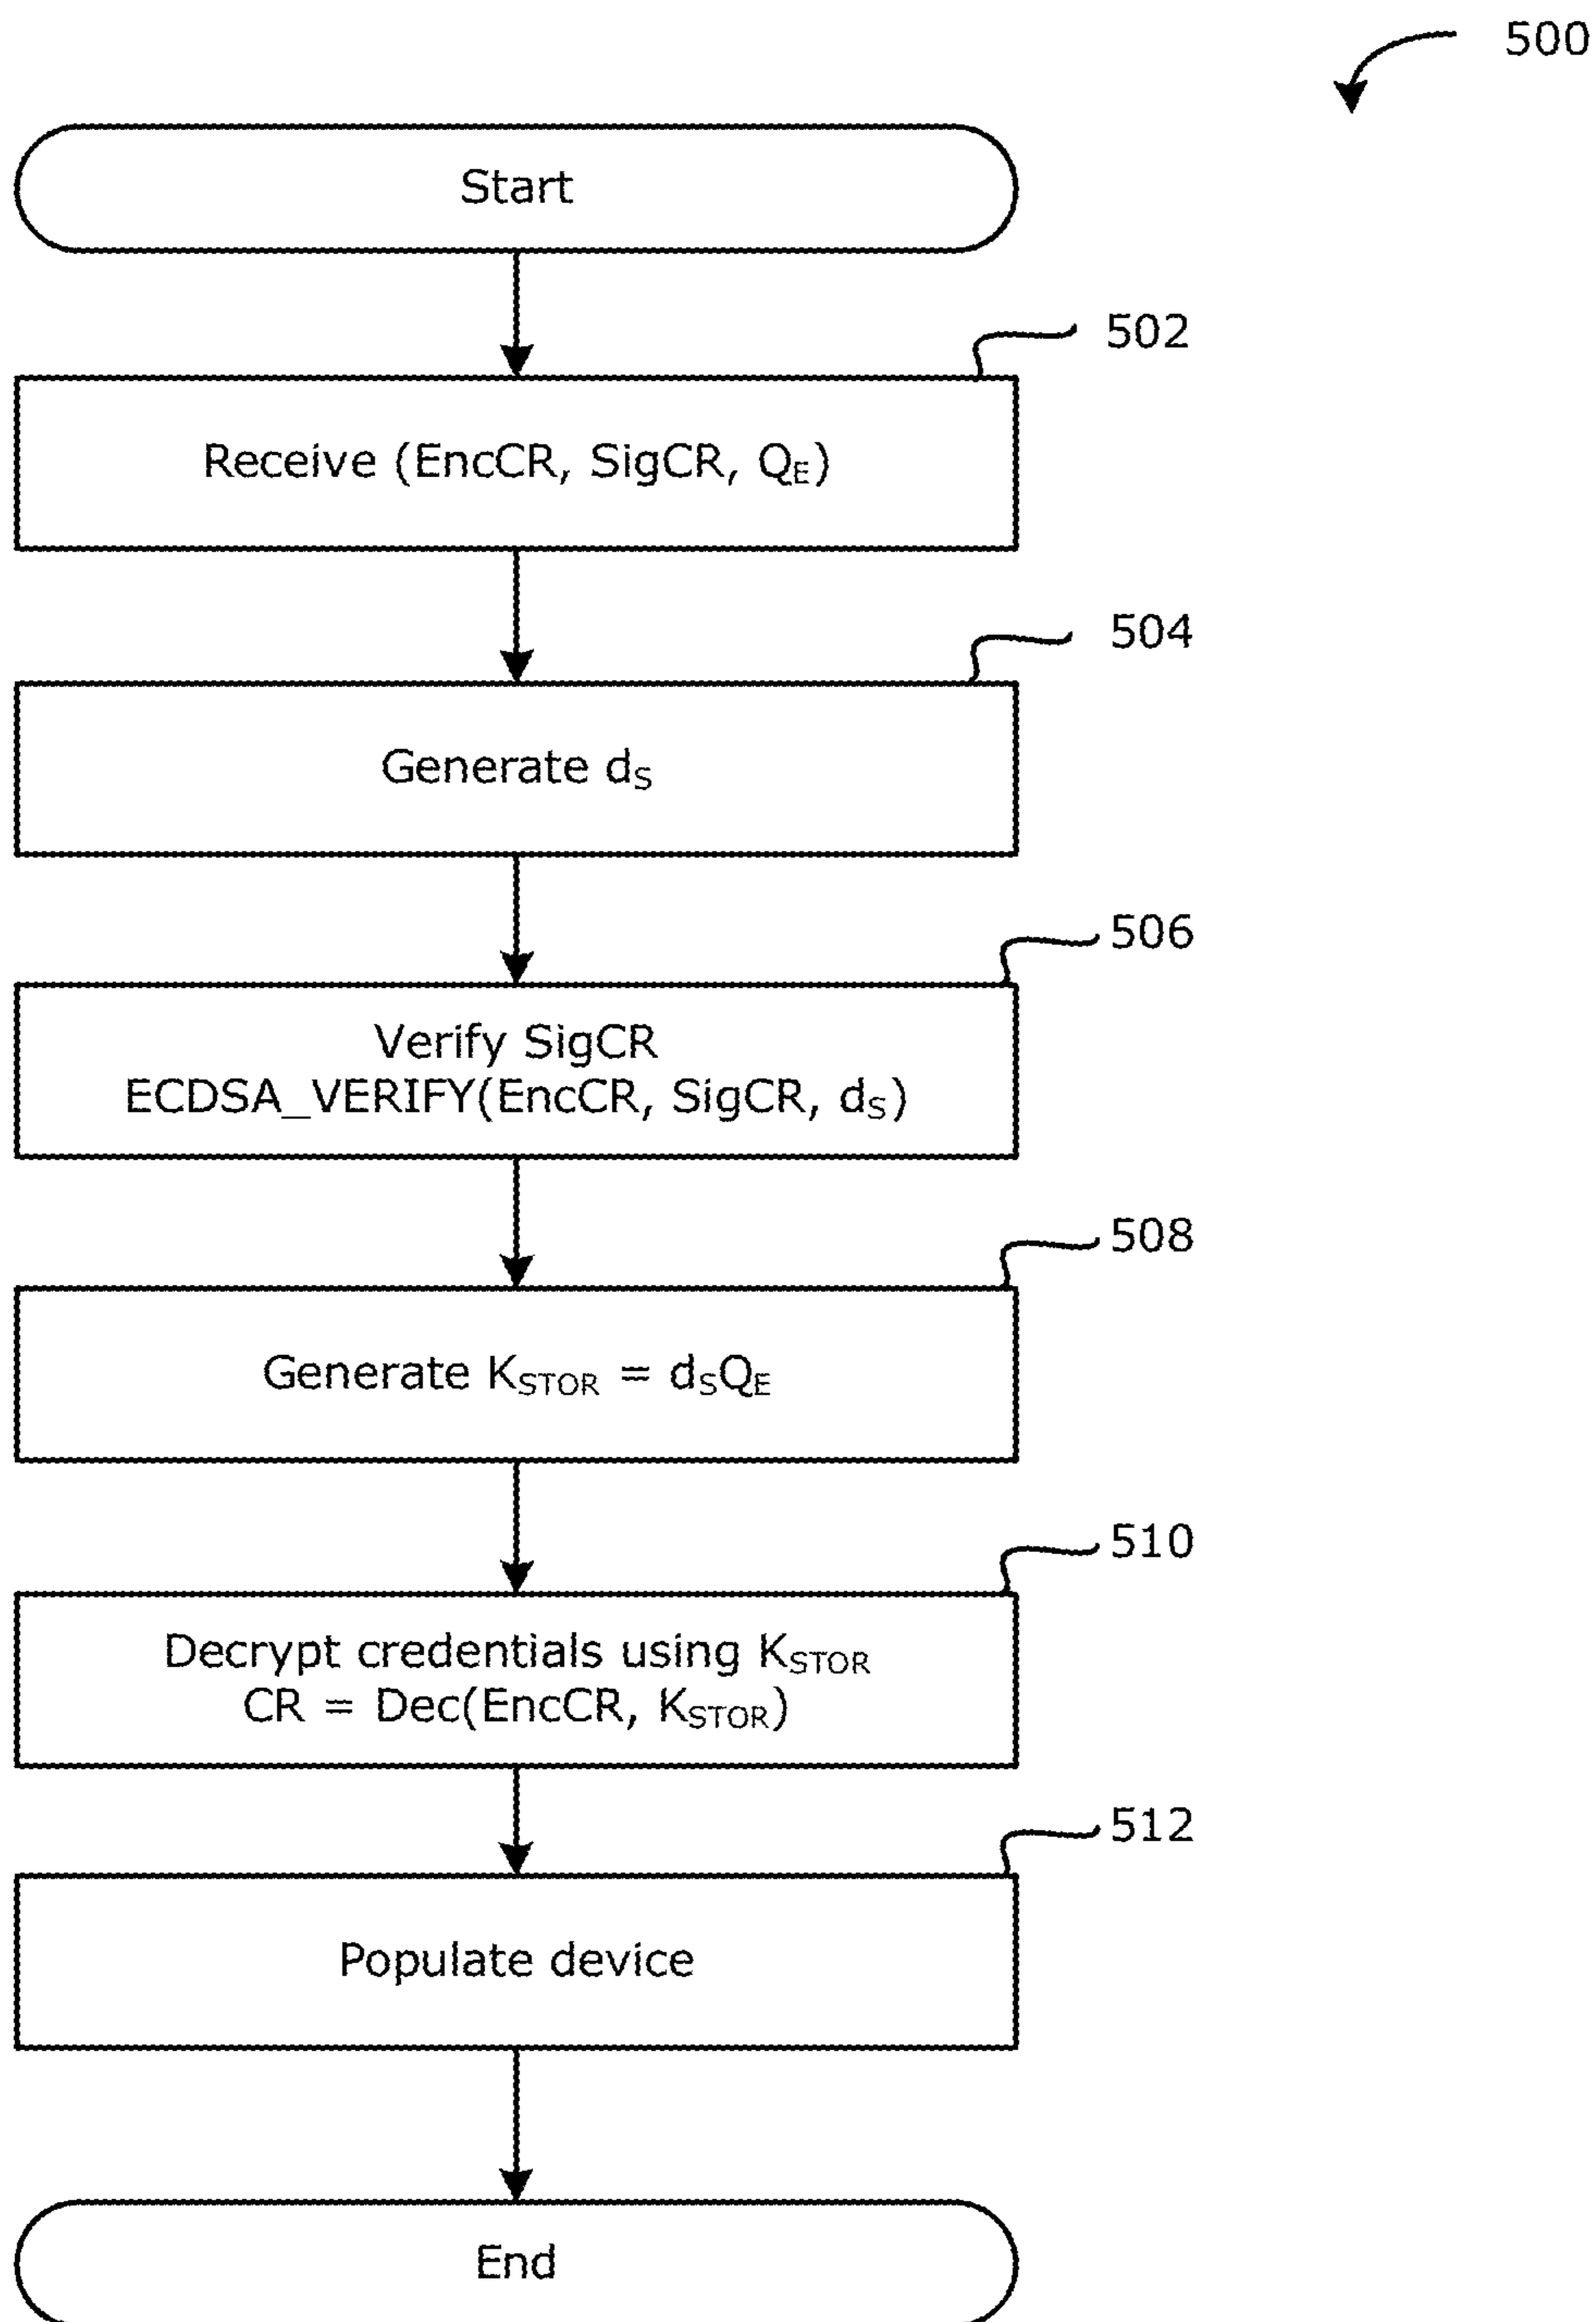 500
Start
502
Receive (EncCR, SigCR, QE)
504
Generate dS
506
Verify SigCR
ECDSA_VERIFY(EncCR, SigCR, dS)
508
Generate KSTOR = dSQE
510
Decrypt credentials using KSTOR
CR = Dec(EncCR, KSTOR)
512
Populate device
End